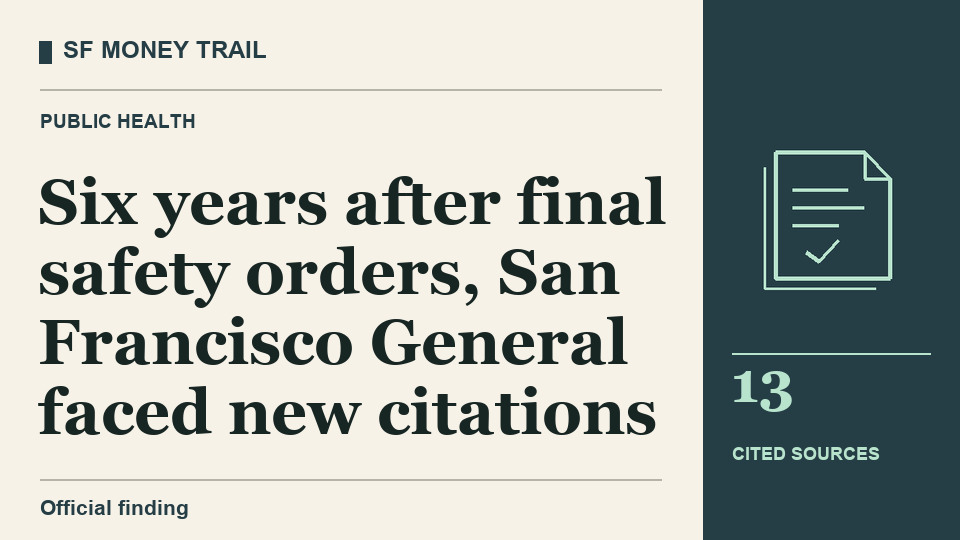 SF MONEY TRAIL
PUBLIC HEALTH
Six years after final
safety orders, San
Francisco General
faced new citations
Official finding
13
CITED SOURCES